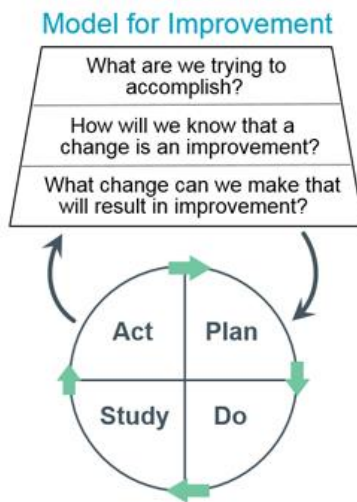 Model for Improvement
What are we trying to
accomplish?
How will we know that a
change is an improvement?
What change can we make that
will result in improvement?
Act
Plan
Study
Do